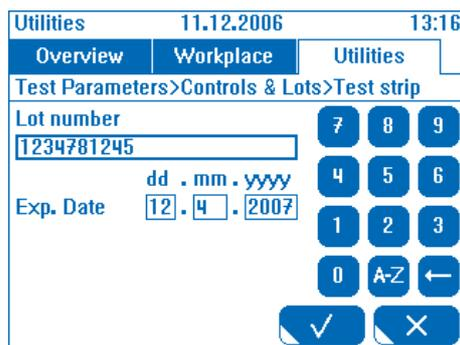 Utilities 11.12.2006 13:16
Overview Workplace Utilities
Test Parameters>Controls & Lots>Test strip
Lot number
1234781245
dd . mm . yyyy
Exp. Date 12 . 4 . 2007
7 8 9
4 5 6
1 2 3
0 A-Z ←